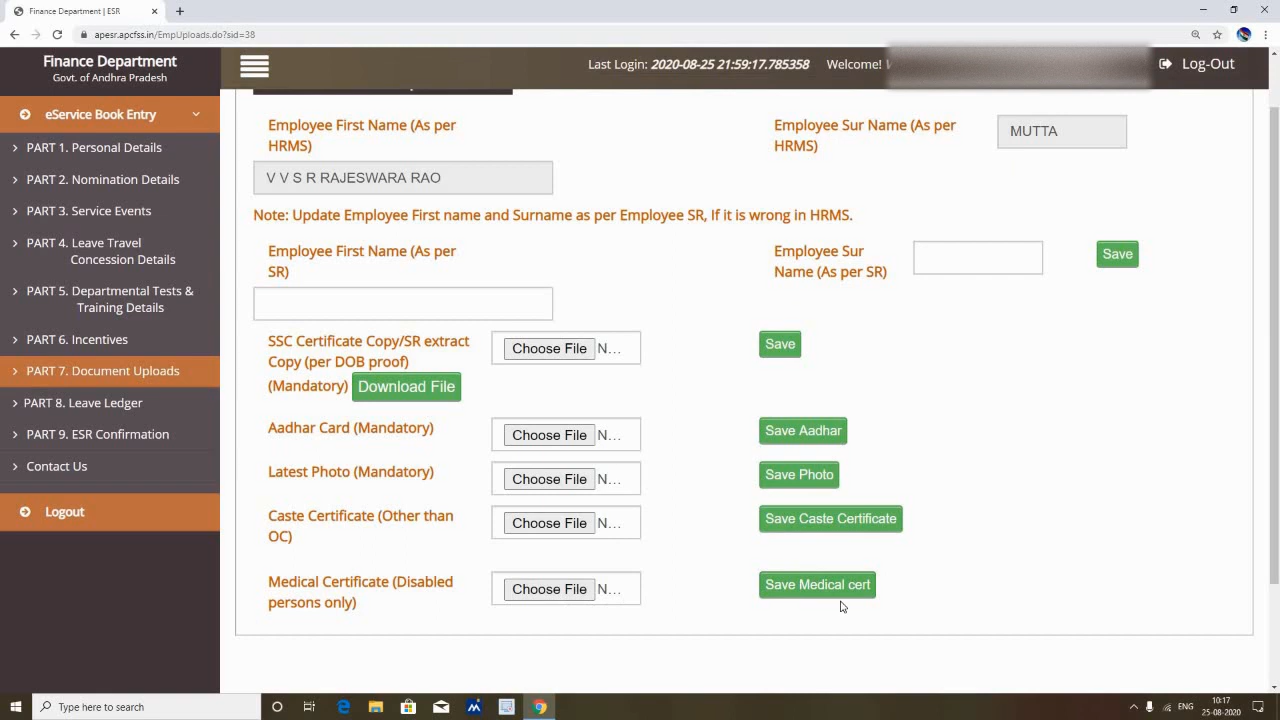 Finance Department | ESR
apesr.apcfss.in/EmpUploads.do?sid=38
Finance Department
Govt. of Andhra Pradesh
Last Login: 2020-08-25 21:59:17.785358
Welcome!
Log-Out
eService Book Entry
PART 1. Personal Details
PART 2. Nomination Details
PART 3. Service Events
PART 4. Leave Travel
Concession Details
PART 5. Departmental Tests &
Training Details
PART 6. Incentives
PART 7. Document Uploads
PART 8. Leave Ledger
PART 9. ESR Confirmation
Contact Us
Logout
Employee First Name (As per
HRMS)
V V S R RAJESWARA RAO
Employee Sur Name (As per
HRMS)
MUTTA
Note: Update Employee First name and Surname as per Employee SR, If it is wrong in HRMS.
Employee First Name (As per
SR)
Employee Sur
Name (As per SR)
Save
SSC Certificate Copy/SR extract
Copy (per DOB proof)
(Mandatory) Download File
Choose File N...
Save
Aadhar Card (Mandatory)
Choose File N...
Save Aadhar
Latest Photo (Mandatory)
Choose File N...
Save Photo
Caste Certificate (Other than
OC)
Choose File N...
Save Caste Certificate
Medical Certificate (Disabled
persons only)
Choose File N...
Save Medical cert
Type here to search
ENG
10:17
25-08-2020